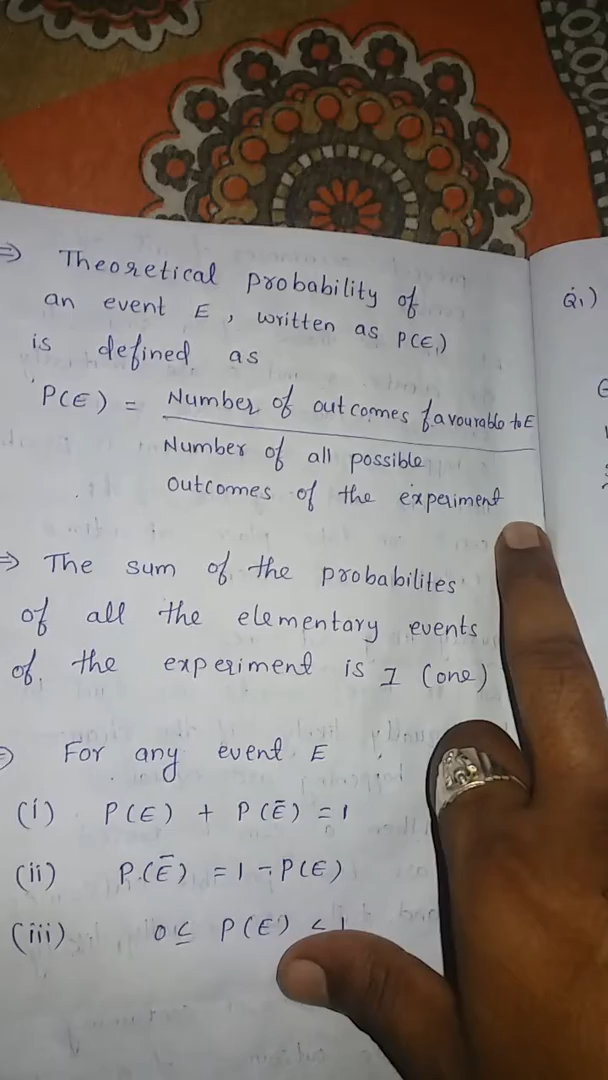 ⇒ Theoretical probability of
an event E, written as P(E)
is defined as
P(E) = Number of outcomes favourable to E
Number of all possible
outcomes of the experiment
⇒ The sum of the probabilites
of all the elementary events
of the experiment is 1 (one)
⇒ For any event E
(i) P(E) + P(Ē) = 1
(ii) P(Ē) = 1 - P(E)
(iii) 0 ≤ P(E) ≤ 1
Q.1)